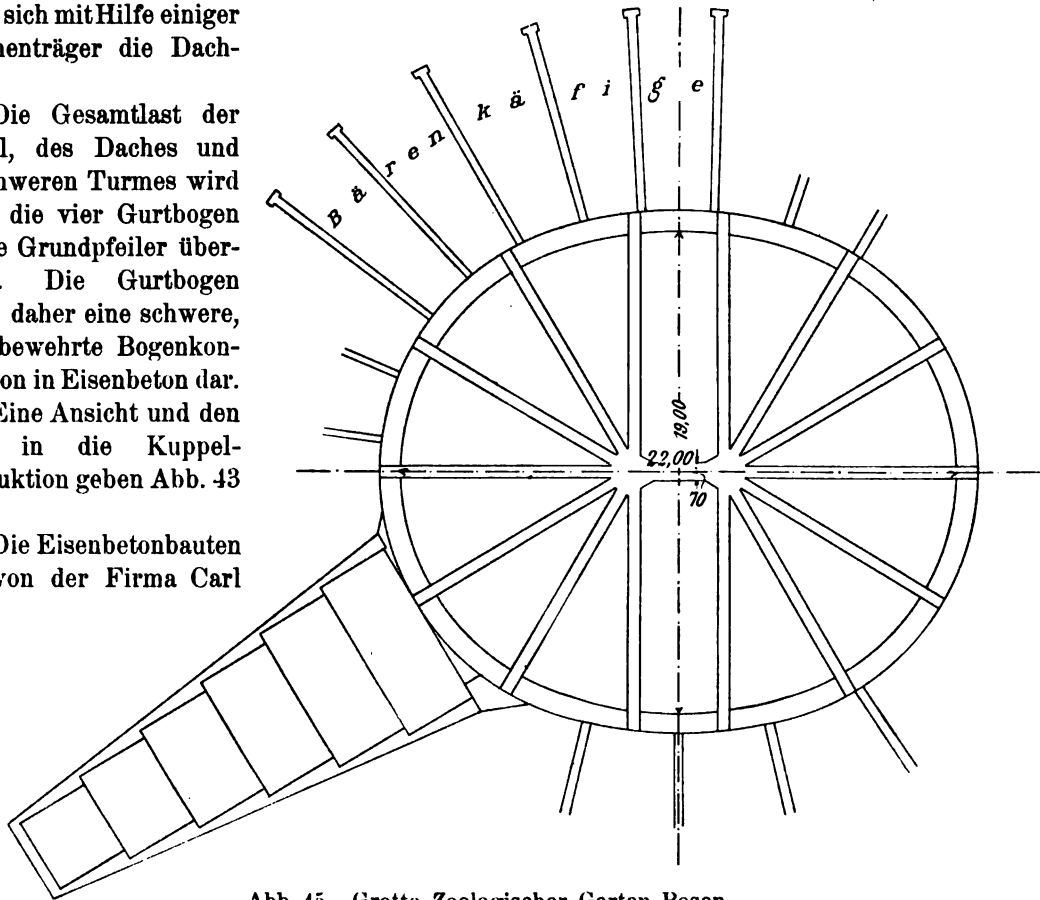 sich mit Hilfe einiger
nenträger die Dach-
Die Gesamtlast der
l, des Daches und
hweren Turmes wird
die vier Gurtbogen
e Grundpfeiler über-
. Die Gurtbogen
daher eine schwere,
bewehrte Bogenkon-
on in Eisenbeton dar.
Eine Ansicht und den
in die Kuppel-
uktion geben Abb. 43
Die Eisenbetonbauten
von der Firma Carl
Bärenkäfige
19,00
22,00
70
Abb. 45. Grotte Zoologischer Garten Posen